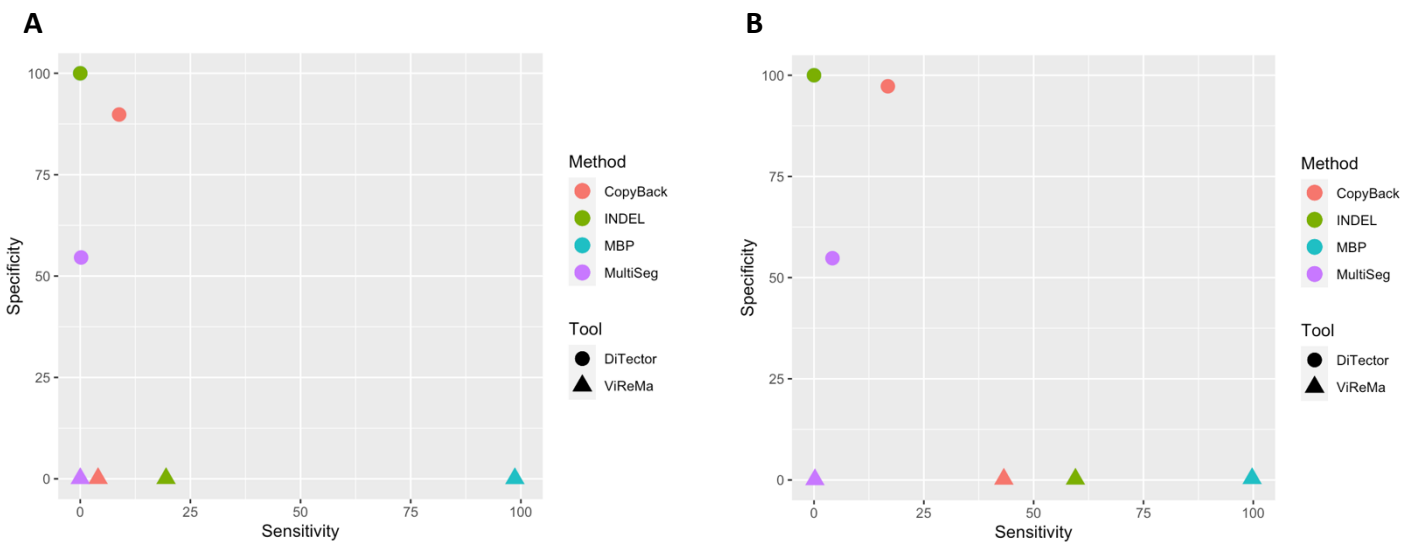 A
100
75
50
25
0
Specificity
0 25 50 75 100
Sensitivity
Method
CopyBack
INDEL
MBP
MultiSeg
Tool
DiTector
ViReMa
B
100
75
50
25
0
Specificity
0 25 50 75 100
Sensitivity
Method
CopyBack
INDEL
MBP
MultiSeg
Tool
DiTector
ViReMa